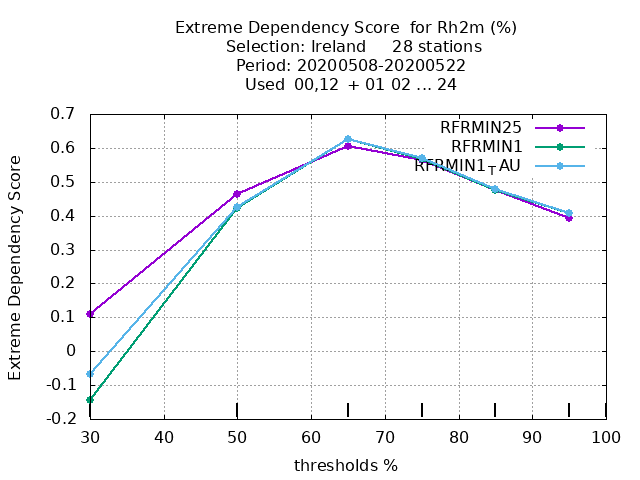 Extreme Dependency Score for Rh2m (%)
Selection: Ireland 28 stations
Period: 20200508-20200522
Used 00,12 + 01 02 ... 24
RFRMIN25
RFRMIN1
RFRMIN1┬AU
Extreme Dependency Score
0.7
0.6
0.5
0.4
0.3
0.2
0.1
0
-0.1
-0.2
30 40 50 60 70 80 90 100
thresholds %